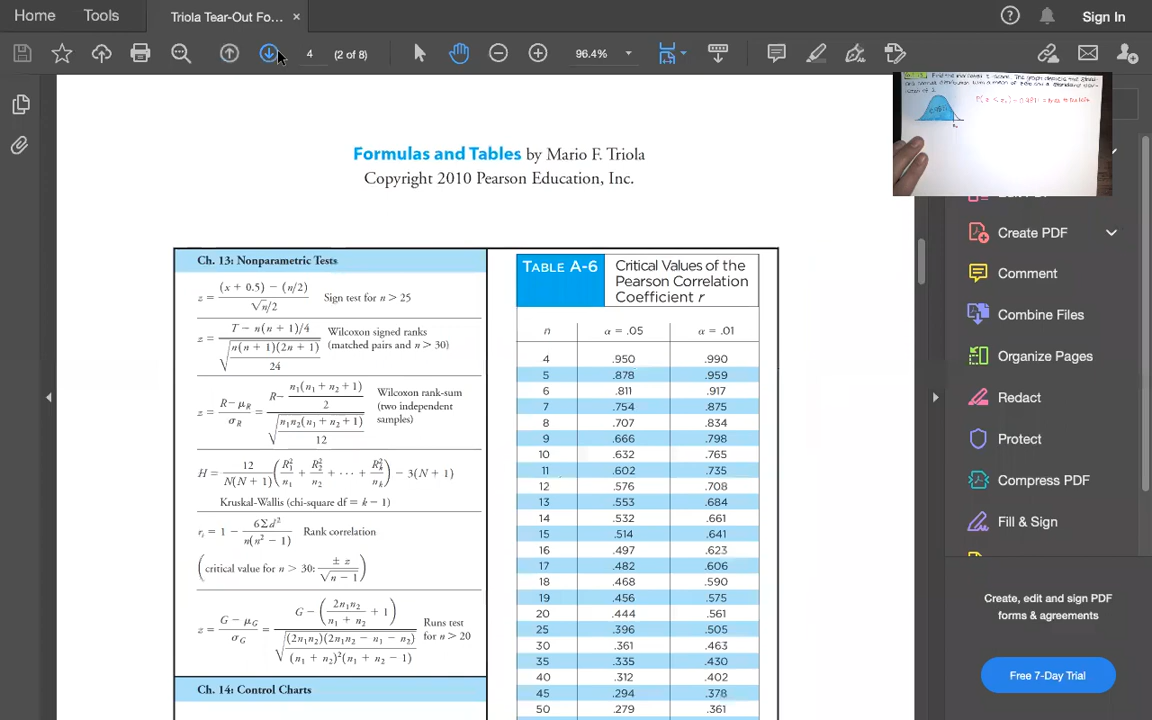 Home Tools Triola Tear-Out Fo... × Sign In
4 (2 of 8) 96.4%
Formulas and Tables by Mario F. Triola
Copyright 2010 Pearson Education, Inc.
Ch. 13: Nonparametric Tests
z = (x + 0.5) − (n/2) / √n/2 Sign test for n > 25
z = T − n(n + 1)/4 / √n(n + 1)(2n + 1) / 24 Wilcoxon signed ranks
(matched pairs and n > 30)
z = R − μR / σR = R − n1(n1 + n2 + 1) / 2 / √n1n2(n1 + n2 + 1) / 12 Wilcoxon rank-sum
(two independent
samples)
H = 12 / N(N + 1) (R1² / n1 + R2² / n2 + ··· + Rk² / nk) − 3(N + 1)
Kruskal-Wallis (chi-square df = k − 1)
rs = 1 − 6Σd² / n(n² − 1) Rank correlation
(critical value for n > 30: ± z / √n − 1)
z = G − μG / σG = G − (2n1n2 / n1 + n2 + 1) / √(2n1n2)(2n1n2 − n1 − n2) / (n1 + n2)²(n1 + n2 − 1) Runs test
for n > 20
Ch. 14: Control Charts
TABLE A-6 Critical Values of the
Pearson Correlation
Coefficient r
n α = .05 α = .01
4 .950 .990
5 .878 .959
6 .811 .917
7 .754 .875
8 .707 .834
9 .666 .798
10 .632 .765
11 .602 .735
12 .576 .708
13 .553 .684
14 .532 .661
15 .514 .641
16 .497 .623
17 .482 .606
18 .468 .590
19 .456 .575
20 .444 .561
25 .396 .505
30 .361 .463
35 .335 .430
40 .312 .402
45 .294 .378
50 .279 .361
Create PDF
Comment
Combine Files
Organize Pages
Redact
Protect
Compress PDF
Fill & Sign
Create, edit and sign PDF
forms & agreements
Free 7-Day Trial